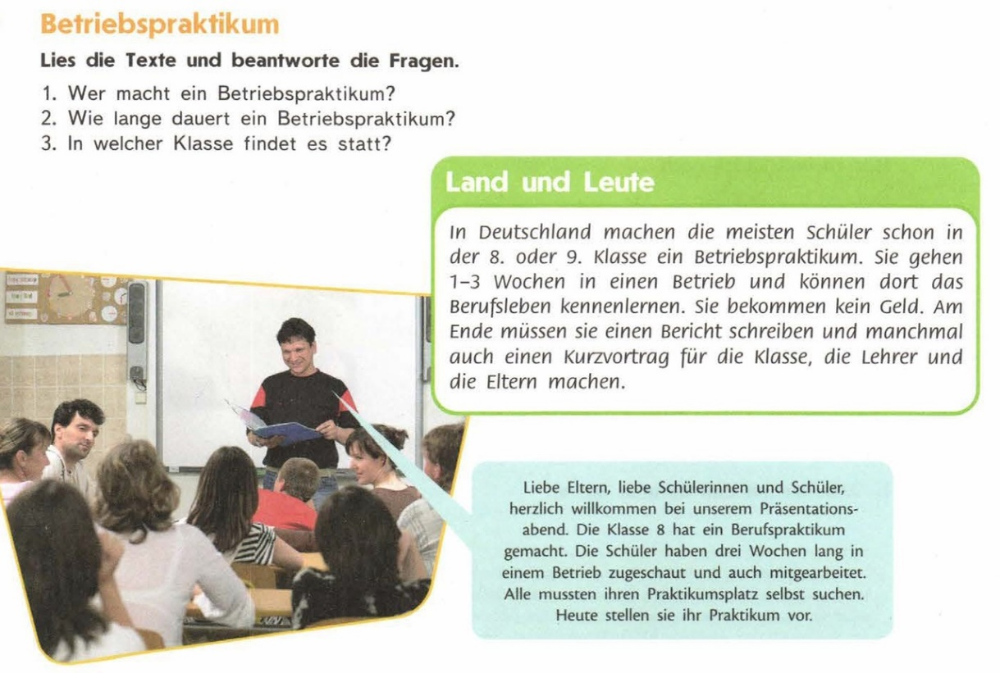 Betriebspraktikum
Lies die Texte und beantworte die Fragen.
1. Wer macht ein Betriebspraktikum?
2. Wie lange dauert ein Betriebspraktikum?
3. In welcher Klasse findet es statt?
Land und Leute
In Deutschland machen die meisten Schüler schon in
der 8. oder 9. Klasse ein Betriebspraktikum. Sie gehen
1–3 Wochen in einen Betrieb und können dort das
Berufsleben kennenlernen. Sie bekommen kein Geld. Am
Ende müssen sie einen Bericht schreiben und manchmal
auch einen Kurzvortrag für die Klasse, die Lehrer und
die Eltern machen.
Liebe Eltern, liebe Schülerinnen und Schüler,
herzlich willkommen bei unserem Präsentations-
abend. Die Klasse 8 hat ein Berufspraktikum
gemacht. Die Schüler haben drei Wochen lang in
einem Betrieb zugeschaut und auch mitgearbeitet.
Alle mussten ihren Praktikumsplatz selbst suchen.
Heute stellen sie ihr Praktikum vor.